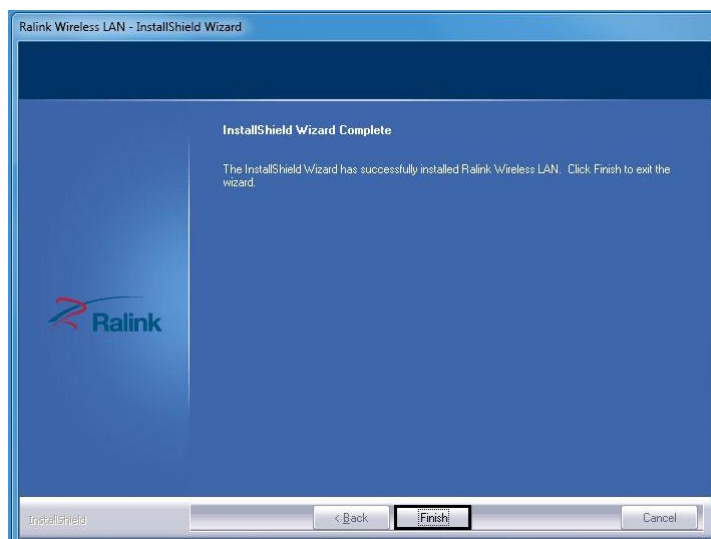 Ralink Wireless LAN - InstallShield Wizard
InstallShield Wizard Complete
The InstallShield Wizard has successfully installed Ralink Wireless LAN. Click Finish to exit the
wizard.
Ralink
InstallShield
< Back
Finish
Cancel